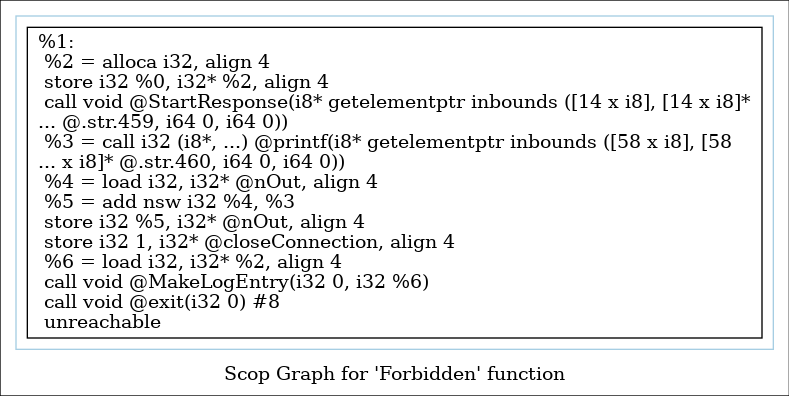 %1:
%2 = alloca i32, align 4
store i32 %0, i32* %2, align 4
call void @StartResponse(i8* getelementptr inbounds ([14 x i8], [14 x i8]*
... @.str.459, i64 0, i64 0))
%3 = call i32 (i8*, ...) @printf(i8* getelementptr inbounds ([58 x i8], [58
... x i8]* @.str.460, i64 0, i64 0))
%4 = load i32, i32* @nOut, align 4
%5 = add nsw i32 %4, %3
store i32 %5, i32* @nOut, align 4
store i32 1, i32* @closeConnection, align 4
%6 = load i32, i32* %2, align 4
call void @MakeLogEntry(i32 0, i32 %6)
call void @exit(i32 0) #8
unreachable
Scop Graph for 'Forbidden' function